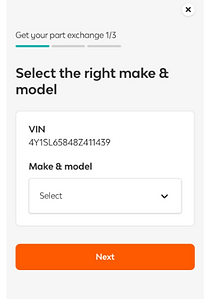 Get your part exchange 1/3
Select the right make &
model
VIN
4Y1SL65848Z411439
Make & model
Select
Next